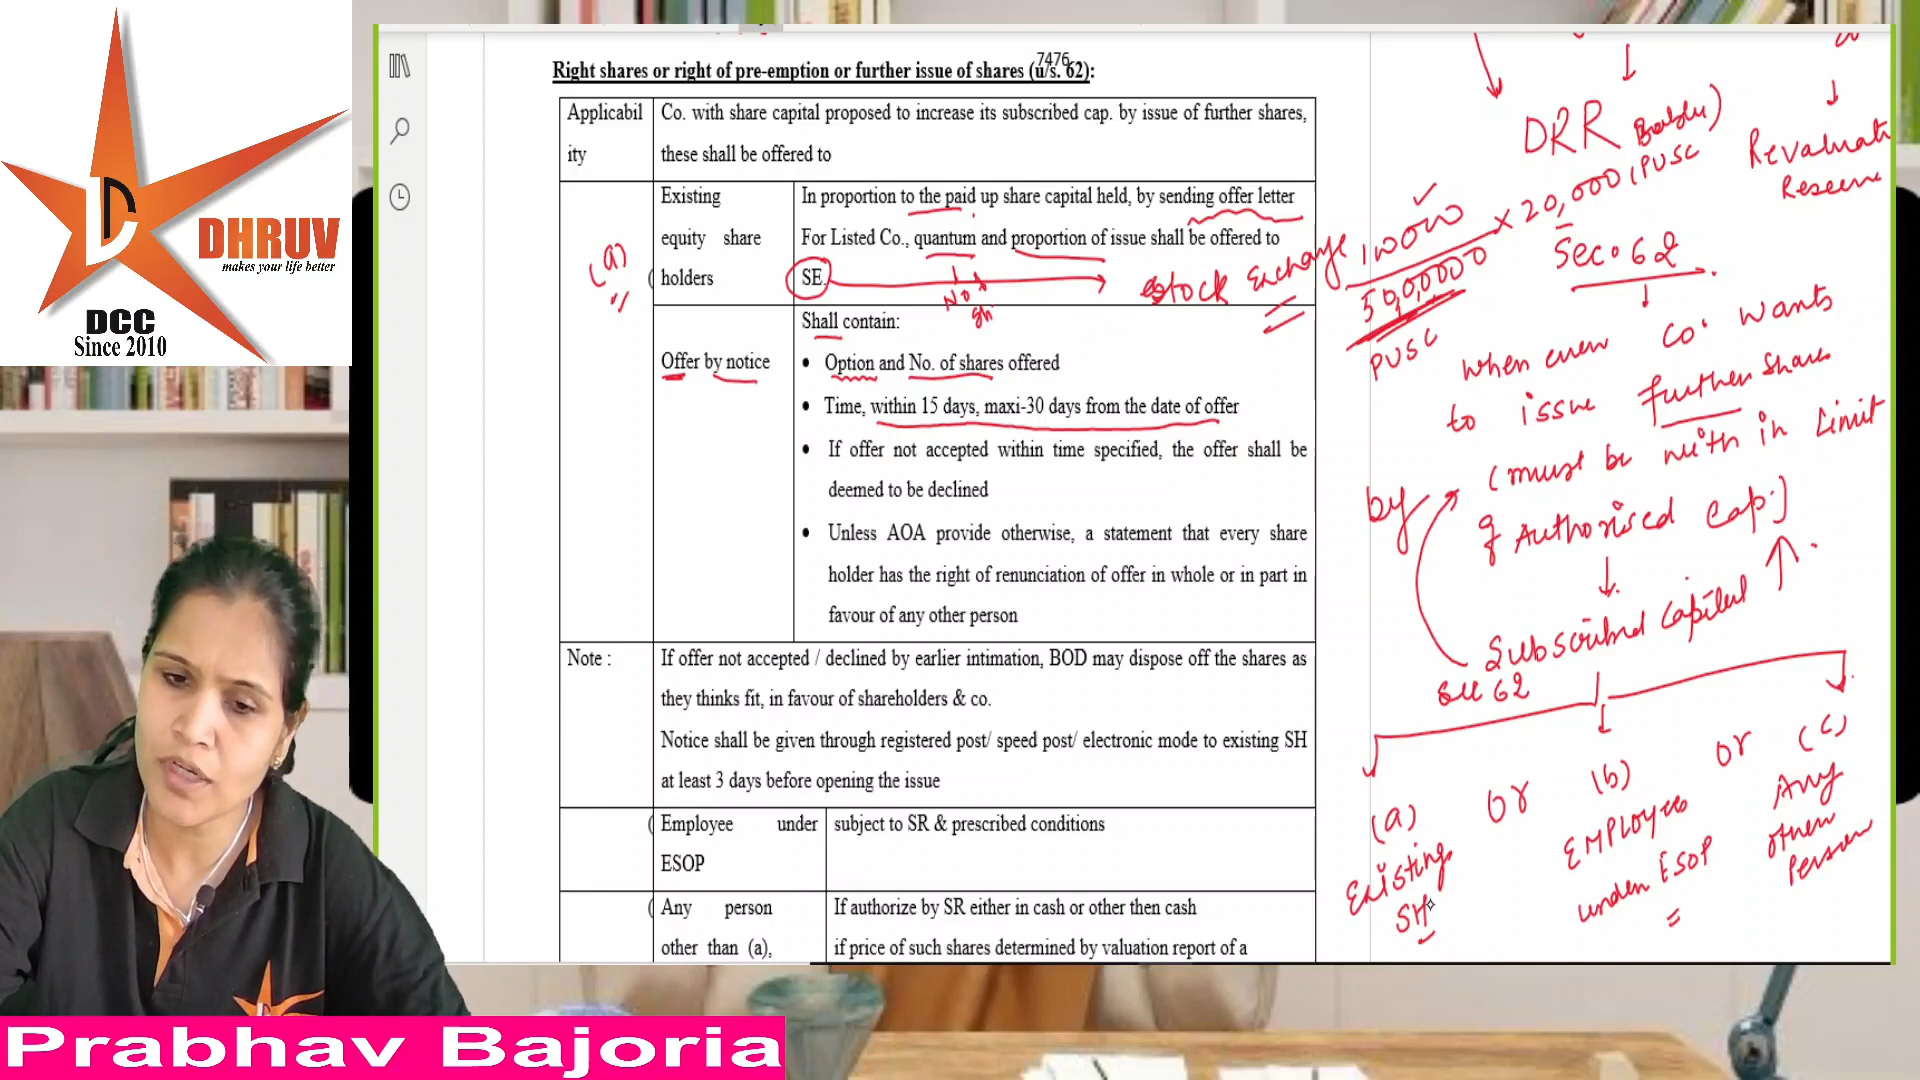 DC
DHRUV
makes your life better
DCC
Since 2010
Right shares or right of pre-emption or further issue of shares (u/s. 62):
7476
Applicabil
ity
Co. with share capital proposed to increase its subscribed cap. by issue of further shares,
these shall be offered to
(a)
(
Existing
equity share
holders
In proportion to the paid up share capital held, by sending offer letter
For Listed Co., quantum and proportion of issue shall be offered to
SE.
Stock Exchange
No
sh
Offer by notice
Shall contain:
• Option and No. of shares offered
• Time, within 15 days, maxi-30 days from the date of offer
• If offer not accepted within time specified, the offer shall be
deemed to be declined
• Unless AOA provide otherwise, a statement that every share
holder has the right of renunciation of offer in whole or in part in
favour of any other person
Note :
If offer not accepted / declined by earlier intimation, BOD may dispose off the shares as
they thinks fit, in favour of shareholders & co.
Notice shall be given through registered post/ speed post/ electronic mode to existing SH
at least 3 days before opening the issue
(
Employee under
ESOP
subject to SR & prescribed conditions
(
Any person
other than (a),
If authorize by SR either in cash or other then cash
if price of such shares determined by valuation report of a
DRR
Revaluat
Reserve
× 20,000
PUSC
PUSC
Sec. 62
when ever Co. wants
to issue further share
(must be with in Limit
of Authorised Cap.)
by
Subscribed Capital ↑
Sec 62
(a) or (b) or (c)
Existing
SH
Employee
under ESOP
Any
other
Person
Prabhav Bajoria